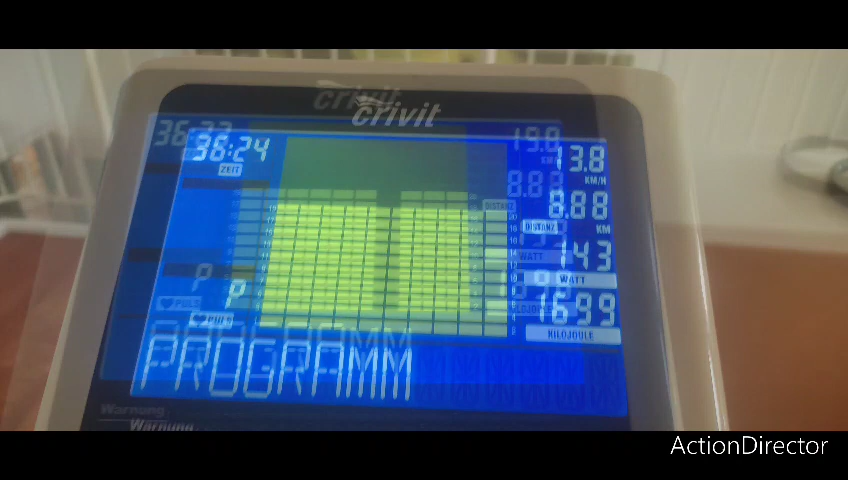 crivit
36:24
ZEIT
13.8
KM/H
8.88
DISTANZ KM
143
WATT
P
1699
PULS
KILOJOULE
PROGRAMM
Warnung
ActionDirector